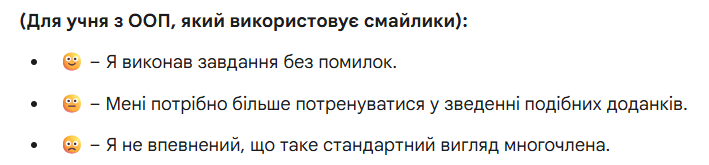 (Для учня з ООП, який використовує смайлики):
• 🙂 – Я виконав завдання без помилок.
• 😐 – Мені потрібно більше потренуватися у зведенні подібних доданків.
• 🙁 – Я не впевнений, що таке стандартний вигляд многочлена.